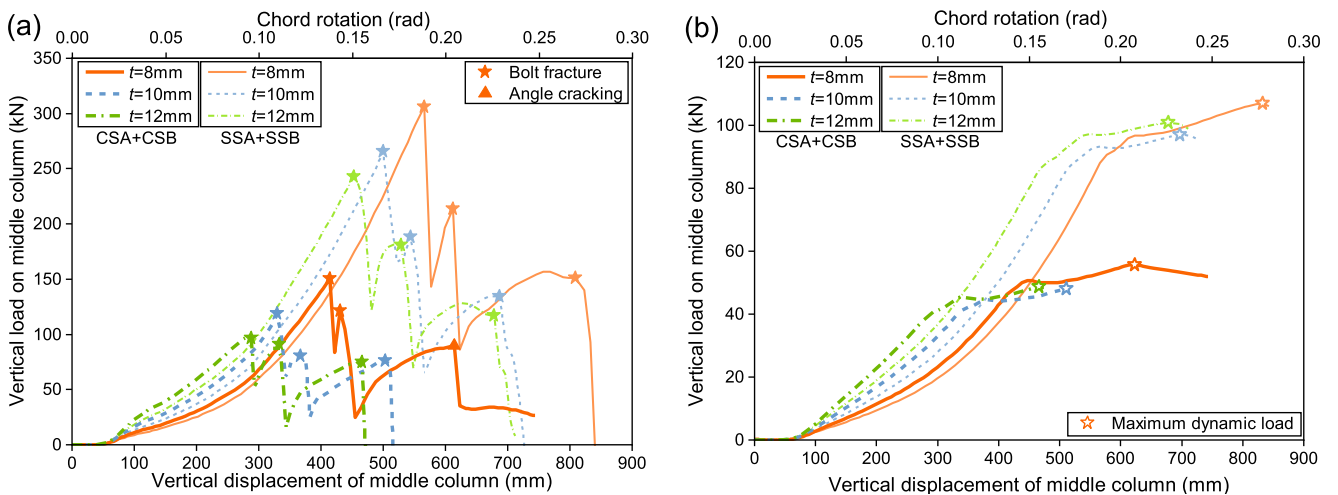 (a)
Chord rotation (rad)
0.00 0.05 0.10 0.15 0.20 0.25 0.30
350
300
250
200
150
100
50
0
Vertical load on middle column (kN)
t=8mm t=8mm
t=10mm t=10mm
t=12mm t=12mm
CSA+CSB SSA+SSB
Bolt fracture
Angle cracking
0 100 200 300 400 500 600 700 800 900
Vertical displacement of middle column (mm)
(b)
Chord rotation (rad)
0.00 0.05 0.10 0.15 0.20 0.25 0.30
120
100
80
60
40
20
0
Vertical load on middle column (kN)
t=8mm t=8mm
t=10mm t=10mm
t=12mm t=12mm
CSA+CSB SSA+SSB
Maximum dynamic load
0 100 200 300 400 500 600 700 800 900
Vertical displacement of middle column (mm)